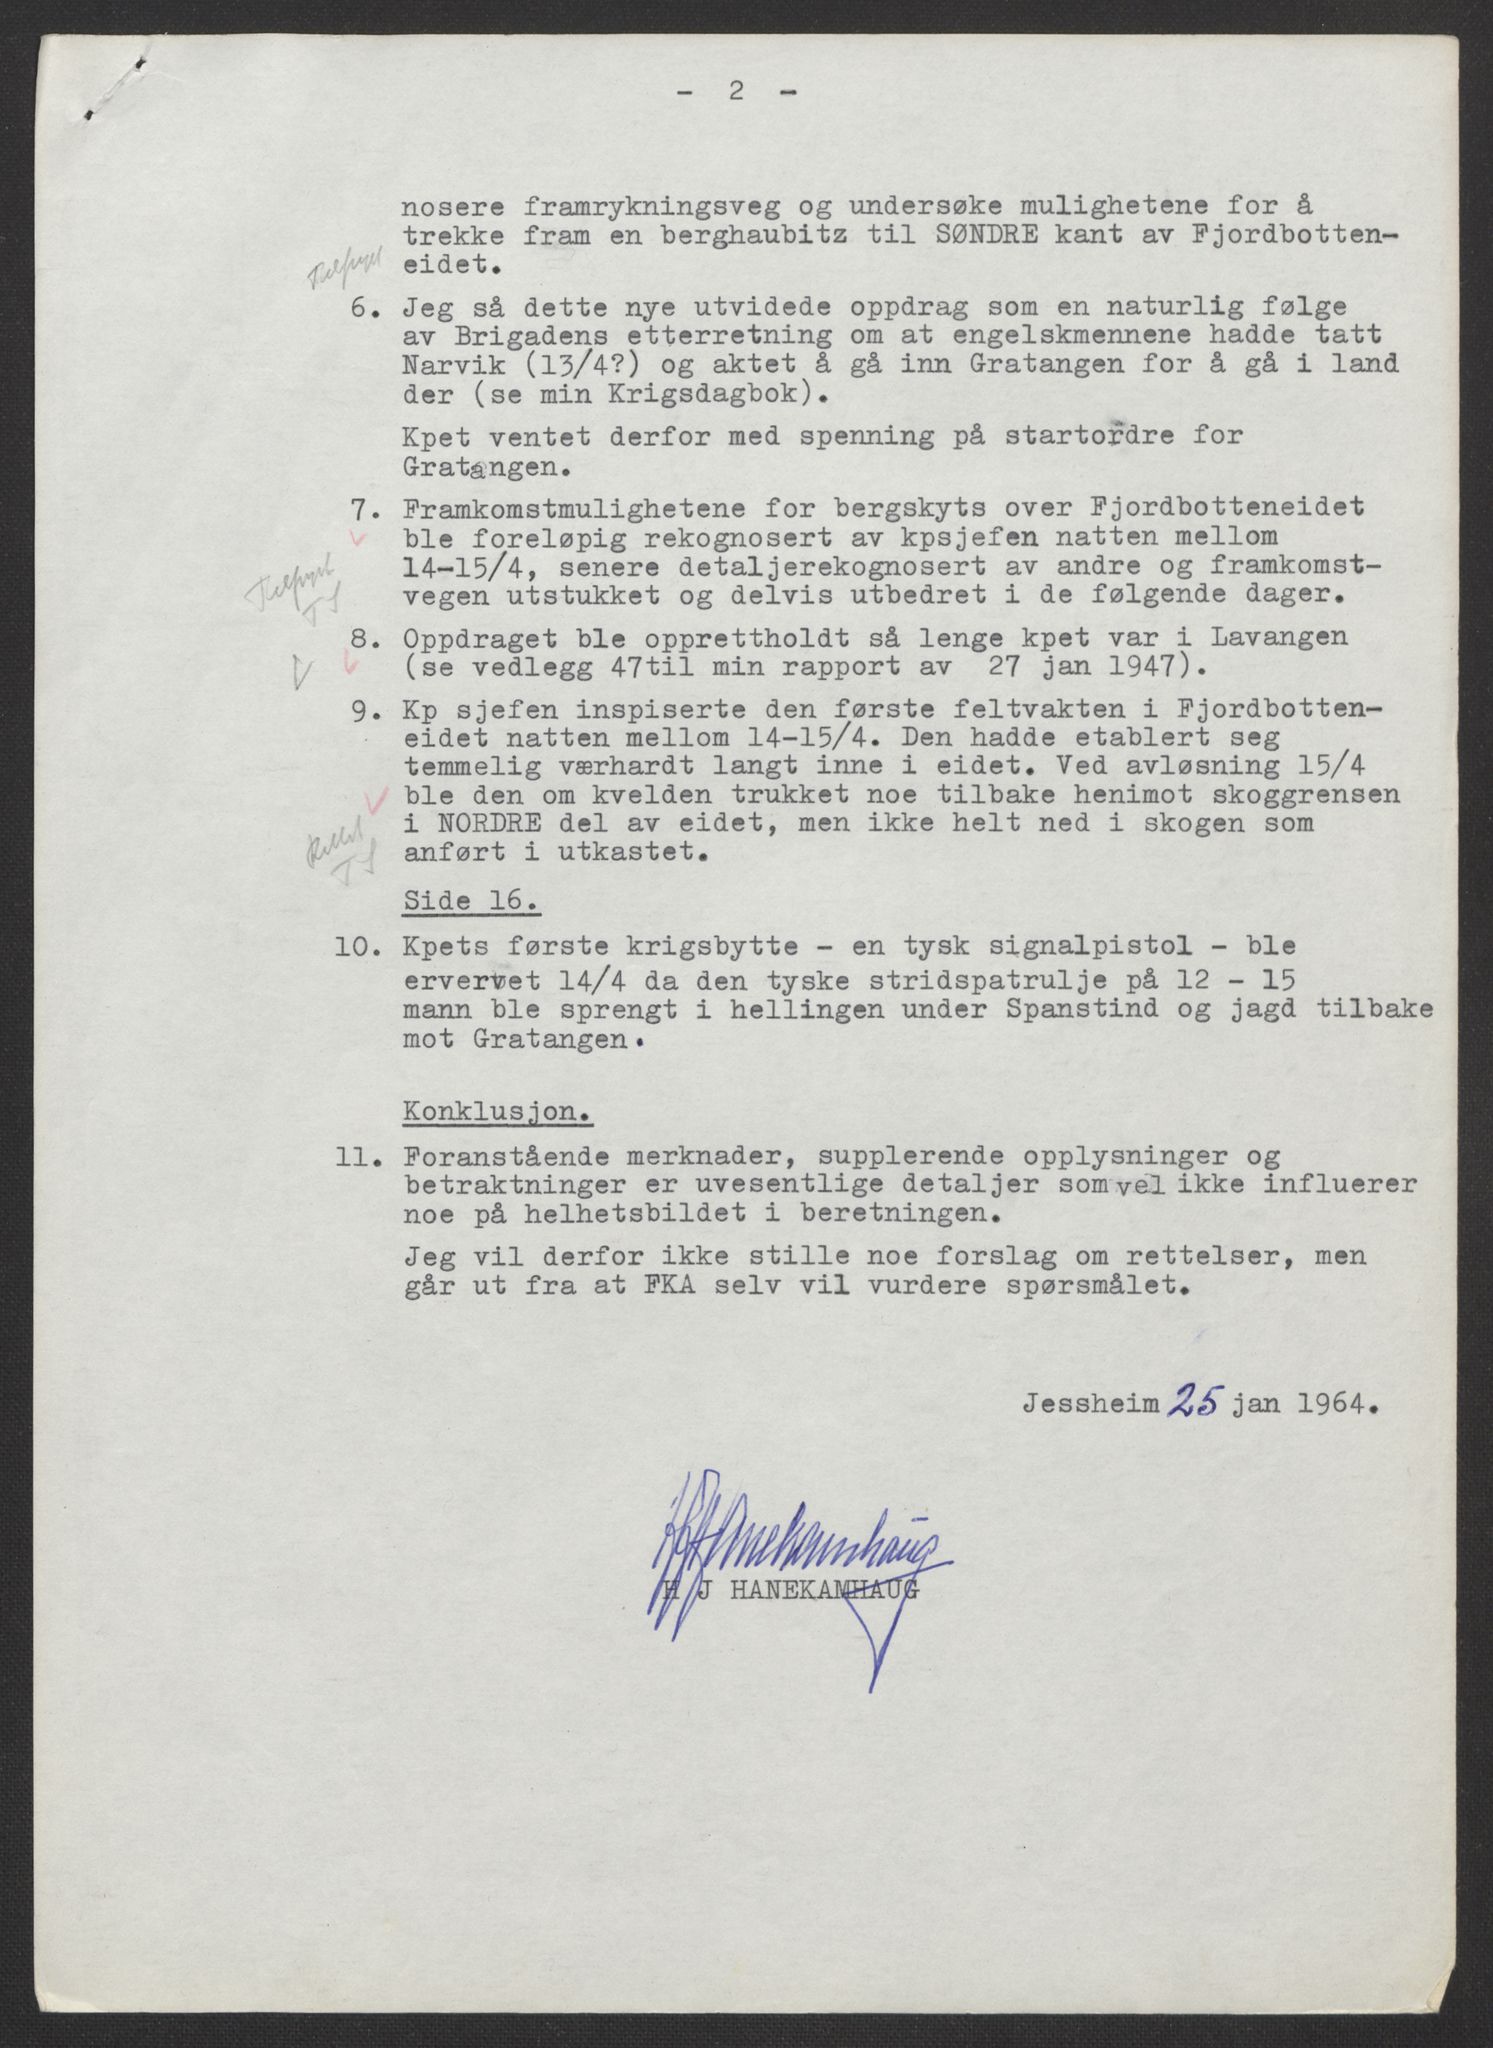 - 2 -
nosere framrykningsveg og undersøke mulighetene for å
trekke fram en berghaubitz til SØNDRE kant av Fjordbotten-
eidet.
Tilføyet
6. Jeg så dette nye utvidede oppdrag som en naturlig følge
av Brigadens etterretning om at engelskmennene hadde tatt
Narvik (13/4?) og aktet å gå inn Gratangen for å gå i land
der (se min Krigsdagbok).
Kpet ventet derfor med spenning på startordre for
Gratangen.
7. Framkomstmulighetene for bergskyts over Fjordbotteneidet
ble foreløpig rekognosert av kpsjefen natten mellom
14-15/4, senere detaljerekognosert av andre og framkomst-
vegen utstukket og delvis utbedret i de følgende dager.
Tilføyet
TS
8. Oppdraget ble opprettholdt så lenge kpet var i Lavangen
(se vedlegg 47til min rapport av 27 jan 1947).
9. Kp sjefen inspiserte den første feltvakten i Fjordbotten-
eidet natten mellom 14-15/4. Den hadde etablert seg
temmelig værhardt langt inne i eidet. Ved avløsning 15/4
ble den om kvelden trukket noe tilbake henimot skoggrensen
i NORDRE del av eidet, men ikke helt ned i skogen som
anført i utkastet.
Rettet
TS
Side 16.
10. Kpets første krigsbytte - en tysk signalpistol - ble
ervervet 14/4 da den tyske stridspatrulje på 12 - 15
mann ble sprengt i hellingen under Spanstind og jagd tilbake
mot Gratangen.
Konklusjon.
11. Foranstående merknader, supplerende opplysninger og
betraktninger er uvesentlige detaljer som vel ikke influerer
noe på helhetsbildet i beretningen.
Jeg vil derfor ikke stille noe forslag om rettelser, men
går ut fra at FKA selv vil vurdere spørsmålet.
Jessheim 25 jan 1964.
HJHanekamhaug
H J HANEKAMHAUG